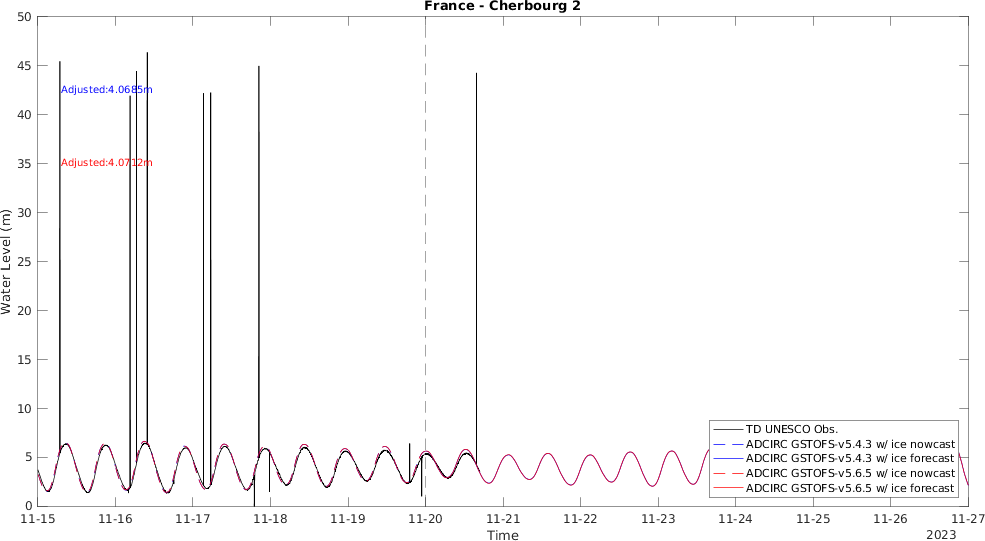 France - Cherbourg 2
50
45
40
35
30
25
20
15
10
5
0
Water Level (m)
Adjusted:4.0685m
Adjusted:4.0712m
TD UNESCO Obs.
ADCIRC GSTOFS-v5.4.3 w/ ice nowcast
ADCIRC GSTOFS-v5.4.3 w/ ice forecast
ADCIRC GSTOFS-v5.6.5 w/ ice nowcast
ADCIRC GSTOFS-v5.6.5 w/ ice forecast
11-15 11-16 11-17 11-18 11-19 11-20 11-21 11-22 11-23 11-24 11-25 11-26 11-27
Time
2023